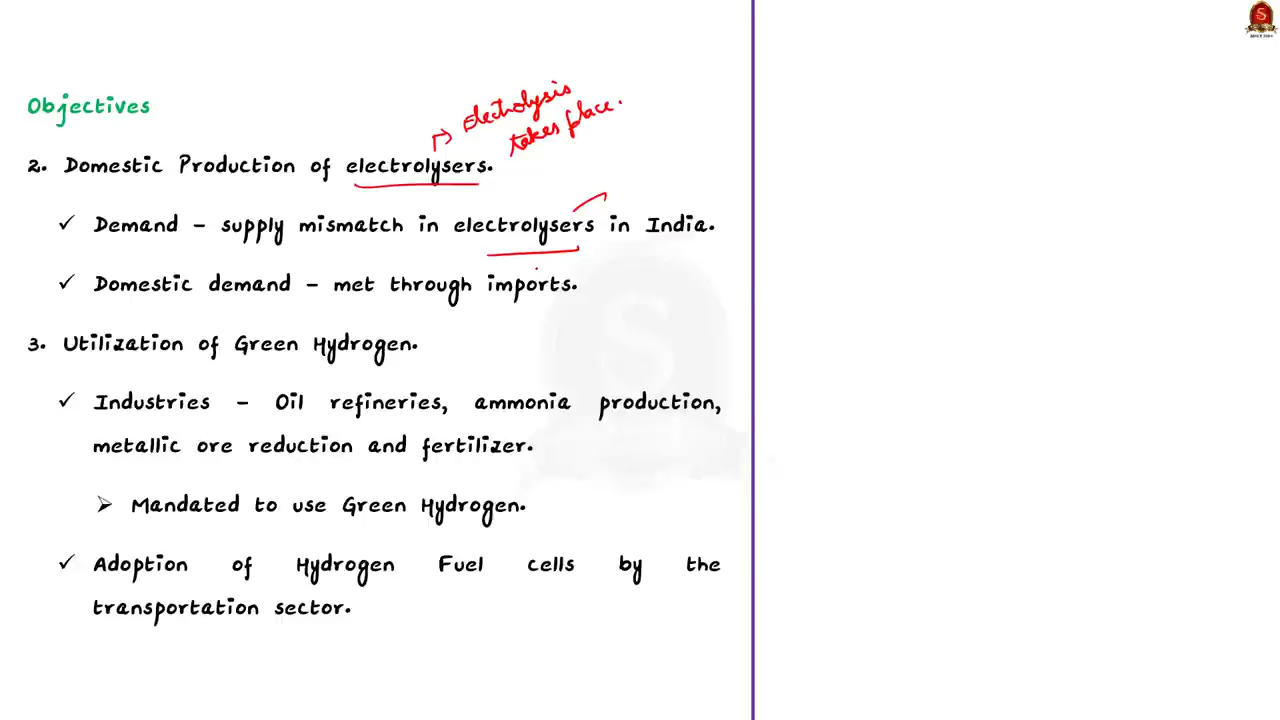 Objectives
Electrolysis
takes place.
2. Domestic Production of electrolysers.
✓ Demand – supply mismatch in electrolysers in India.
✓ Domestic demand – met through imports.
3. Utilization of Green Hydrogen.
✓ Industries – Oil refineries, ammonia production,
metallic ore reduction and fertilizer.
➢ Mandated to use Green Hydrogen.
✓ Adoption of Hydrogen Fuel cells by the
transportation sector.
S